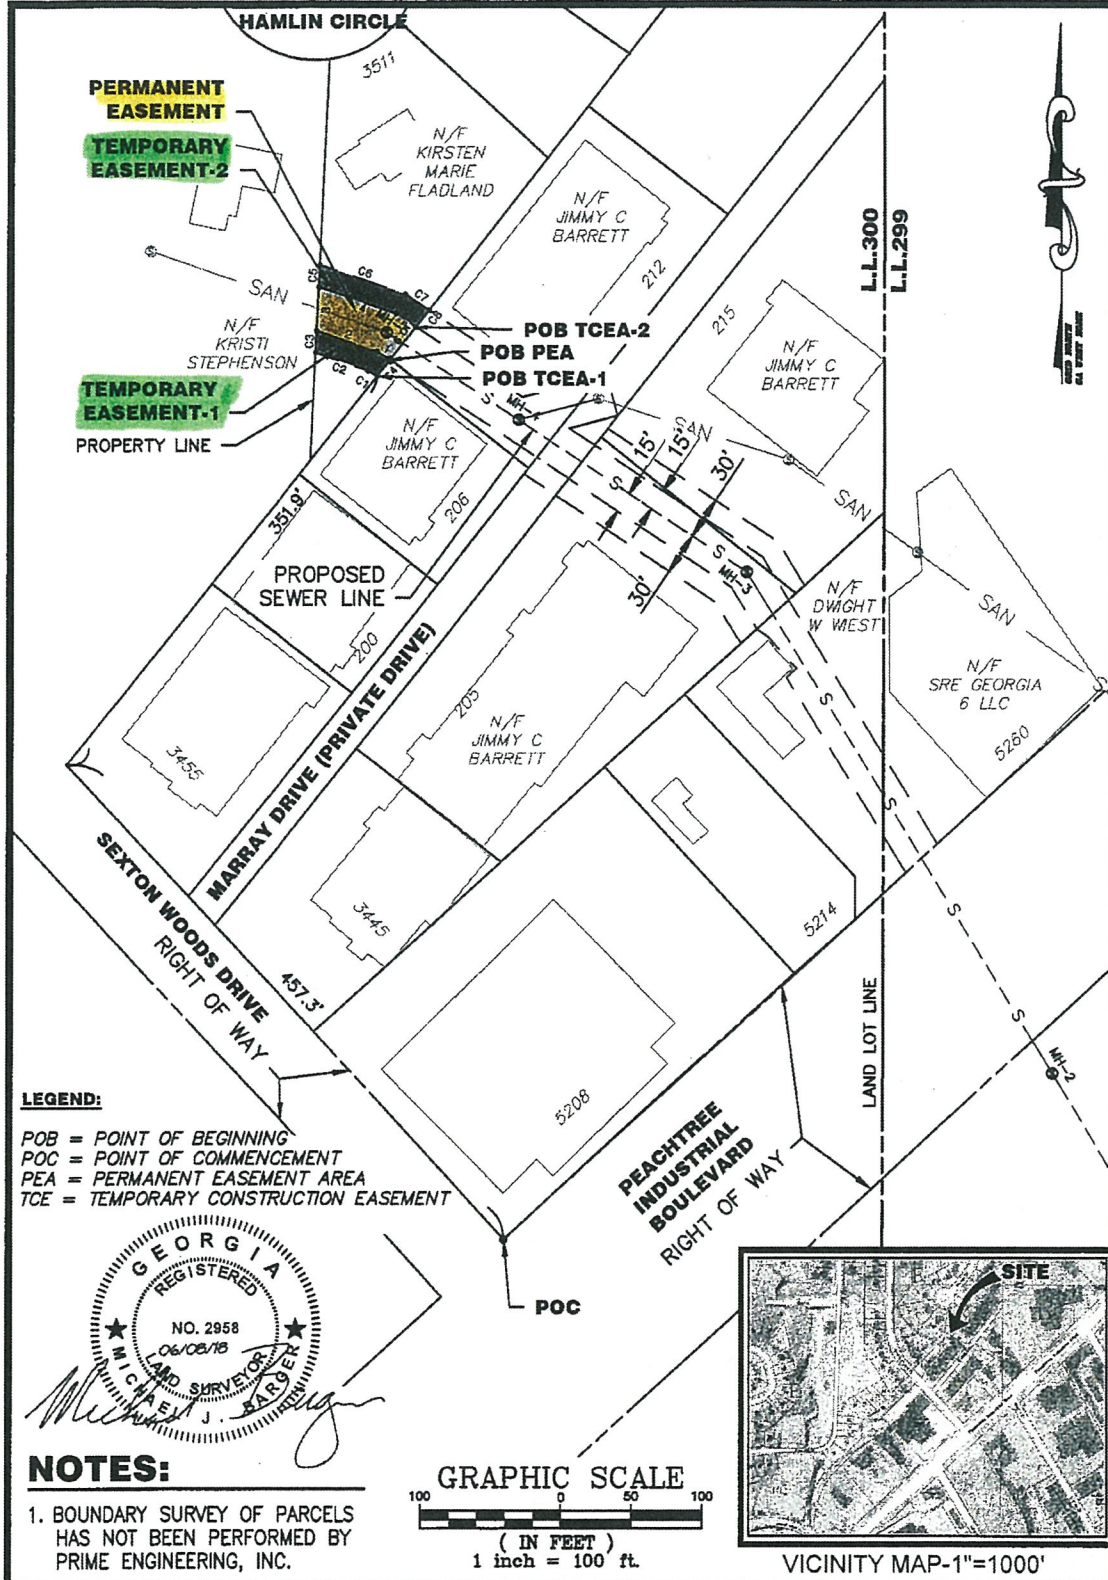 HAMLIN CIRCLE
3511
PERMANENT
EASEMENT
TEMPORARY
EASEMENT-2
N/F
KIRSTEN
MARIE
FLADLAND
N/F
JIMMY C
BARRETT
212
L.L.300
L.L.299
215
N/F
JIMMY C
BARRETT
SAN
C5
C6
C7
C8
N/F
KRISTI
STEPHENSON
C3
C2
C1
POB TCEA-2
POB PEA
POB TCEA-1
TEMPORARY
EASEMENT-1
PROPERTY LINE
N/F
JIMMY C
BARRETT
206
S
MH-4
SAN
15'
15'
30'
S
SAN
351.9'
PROPOSED
SEWER LINE
200
S
MH-3
30'
N/F
DWIGHT
W WEST
SAN
N/F
SRE GEORGIA
6 LLC
S
5260
3455
205
N/F
JIMMY C
BARRETT
MARRAY DRIVE (PRIVATE DRIVE)
S
S
SEXTON WOODS DRIVE
RIGHT OF WAY
3445
457.3'
5214
S
S
MH-2
LAND LOT LINE
5208
PEACHTREE
INDUSTRIAL
BOULEVARD
RIGHT OF WAY
POC
LEGEND:
POB = POINT OF BEGINNING
POC = POINT OF COMMENCEMENT
PEA = PERMANENT EASEMENT AREA
TCE = TEMPORARY CONSTRUCTION EASEMENT
GEORGIA
REGISTERED
NO. 2958
06/08/18
LAND SURVEYOR
MICHAEL J. BARGER
NOTES:
1. BOUNDARY SURVEY OF PARCELS
HAS NOT BEEN PERFORMED BY
PRIME ENGINEERING, INC.
GRAPHIC SCALE
100 0 50 100
( IN FEET )
1 inch = 100 ft.
SITE
VICINITY MAP-1"=1000'